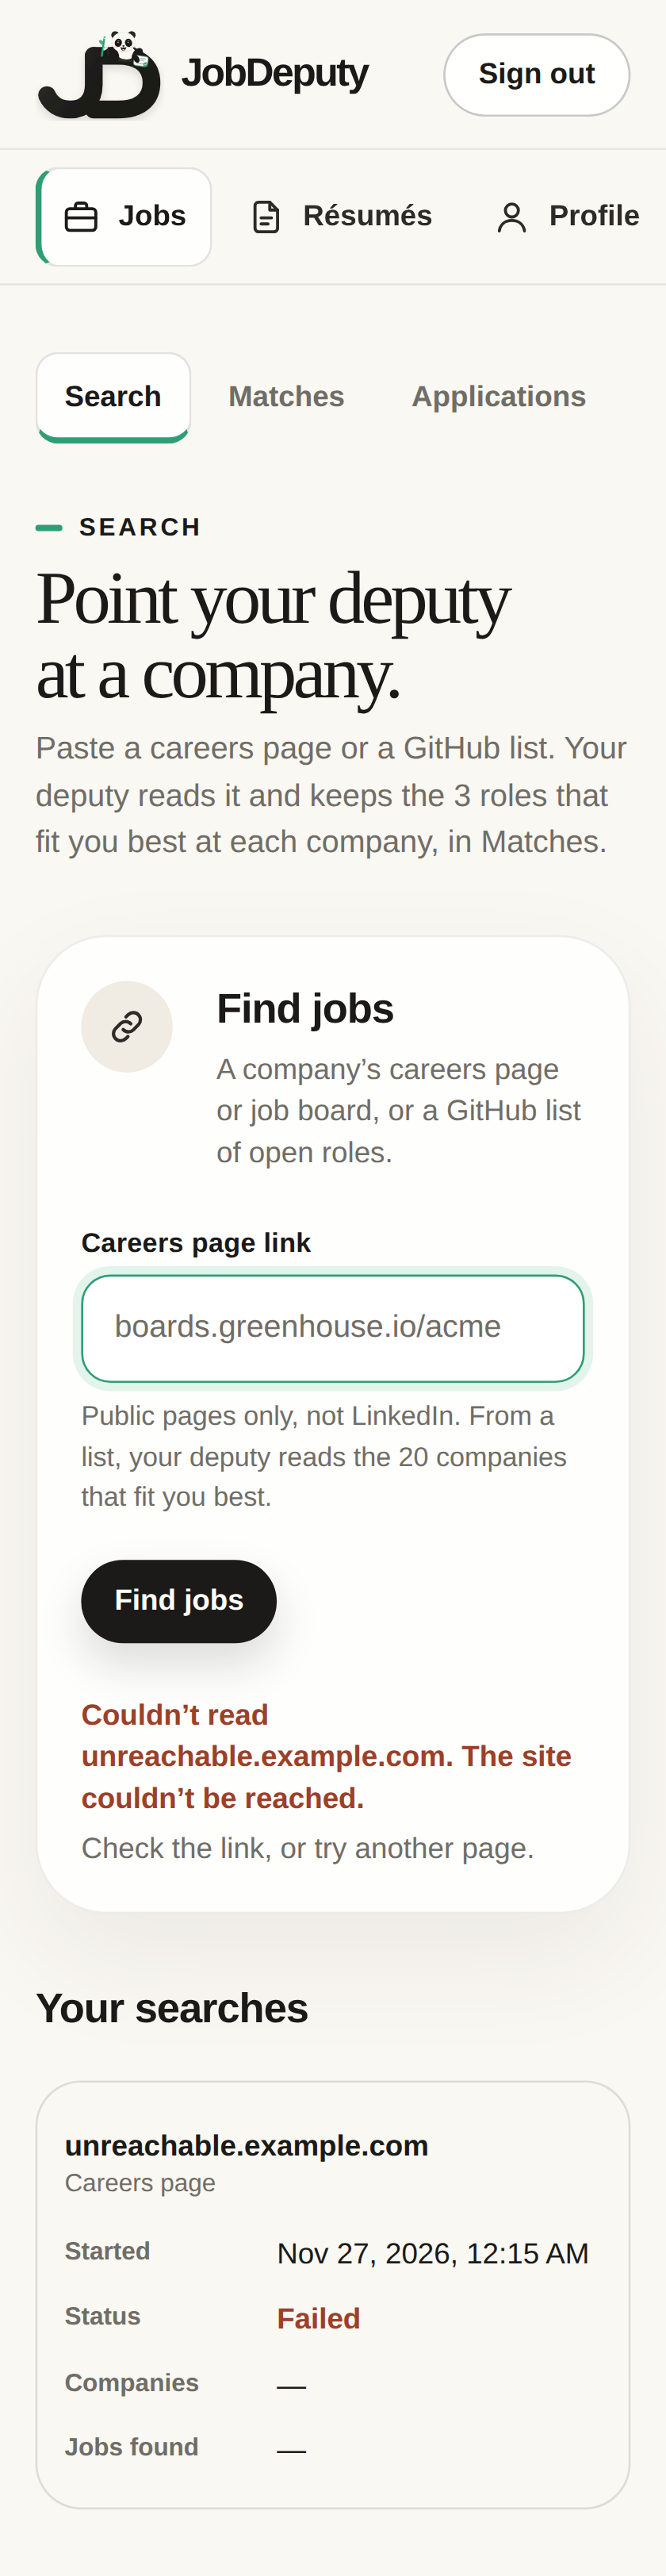 JobDeputy
Sign out
Jobs
Résumés
Profile
Search
Matches
Applications
SEARCH
Point your deputy
at a company.
Paste a careers page or a GitHub list. Your
deputy reads it and keeps the 3 roles that
fit you best at each company, in Matches.
Find jobs
A company’s careers page
or job board, or a GitHub list
of open roles.
Careers page link
boards.greenhouse.io/acme
Public pages only, not LinkedIn. From a
list, your deputy reads the 20 companies
that fit you best.
Find jobs
Couldn’t read
unreachable.example.com. The site
couldn’t be reached.
Check the link, or try another page.
Your searches
unreachable.example.com
Careers page
Started Nov 27, 2026, 12:15 AM
Status Failed
Companies —
Jobs found —